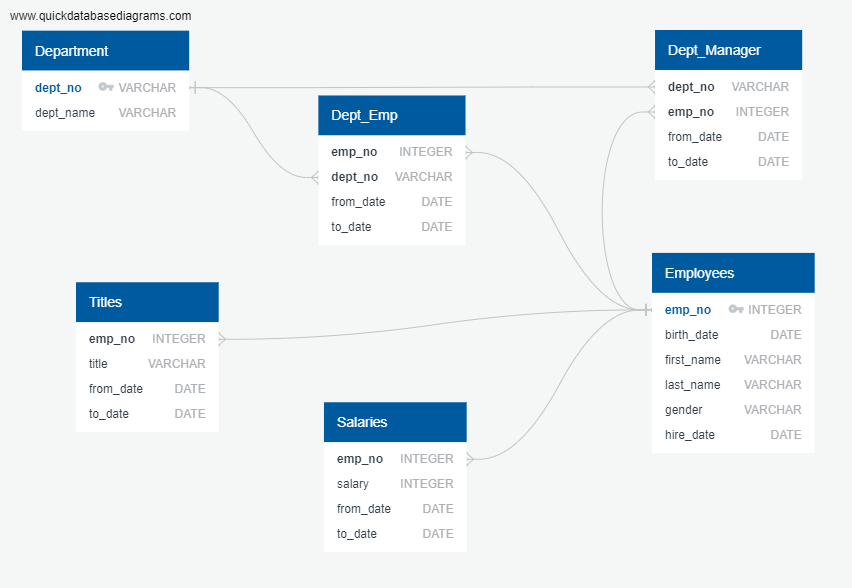 www.quickdatabasediagrams.com
Department
dept_no VARCHAR
dept_name VARCHAR
Dept_Emp
emp_no INTEGER
dept_no VARCHAR
from_date DATE
to_date DATE
Dept_Manager
dept_no VARCHAR
emp_no INTEGER
from_date DATE
to_date DATE
Titles
emp_no INTEGER
title VARCHAR
from_date DATE
to_date DATE
Salaries
emp_no INTEGER
salary INTEGER
from_date DATE
to_date DATE
Employees
emp_no INTEGER
birth_date DATE
first_name VARCHAR
last_name VARCHAR
gender VARCHAR
hire_date DATE